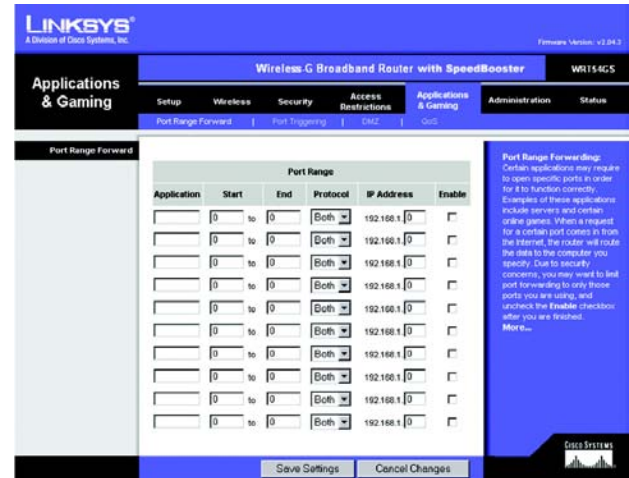 LINKSYS®
A Division of Cisco Systems, Inc.
Firmware Version: v2.04.3
Wireless-G Broadband Router with SpeedBooster
WRT54GS
Applications & Gaming
Setup
Wireless
Security
Access Restrictions
Applications & Gaming
Administration
Status
Port Range Forward | Port Triggering | DMZ | QoS
Port Range Forward
Port Range
Application Start End Protocol IP Address Enable
0 to 0 Both 192.168.1. 0
0 to 0 Both 192.168.1. 0
0 to 0 Both 192.168.1. 0
0 to 0 Both 192.168.1. 0
0 to 0 Both 192.168.1. 0
0 to 0 Both 192.168.1. 0
0 to 0 Both 192.168.1. 0
0 to 0 Both 192.168.1. 0
0 to 0 Both 192.168.1. 0
0 to 0 Both 192.168.1. 0
Port Range Forwarding:
Certain applications may require
to open specific ports in order
for it to function correctly.
Examples of these applications
include servers and certain
online games. When a request
for a certain port comes in from
the Internet, the router will route
the data to the computer you
specify. Due to security
concerns, you may want to limit
port forwarding to only those
ports you are using, and
uncheck the Enable checkbox
after you are finished.
More...
Save Settings
Cancel Changes
CISCO SYSTEMS